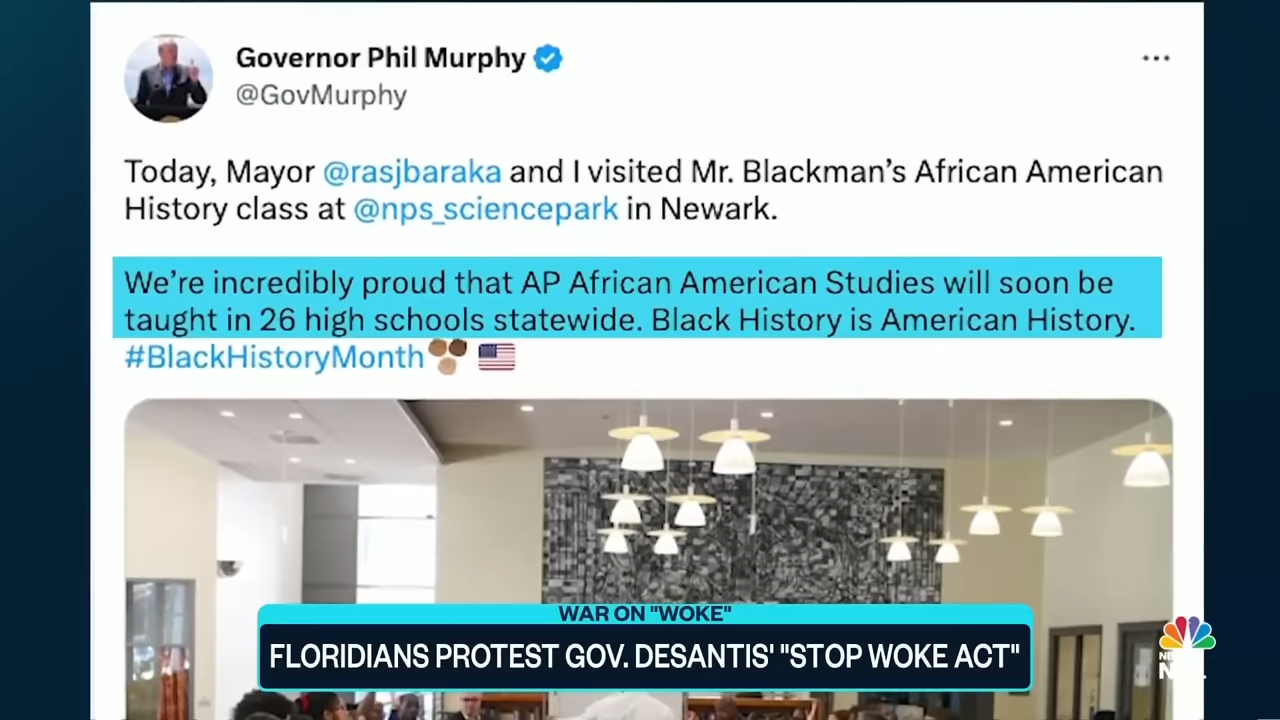 Governor Phil Murphy
@GovMurphy
Today, Mayor @rasjbaraka and I visited Mr. Blackman’s African American
History class at @nps_sciencepark in Newark.
We’re incredibly proud that AP African American Studies will soon be
taught in 26 high schools statewide. Black History is American History.
#BlackHistoryMonth
WAR ON "WOKE"
FLORIDIANS PROTEST GOV. DESANTIS' "STOP WOKE ACT"